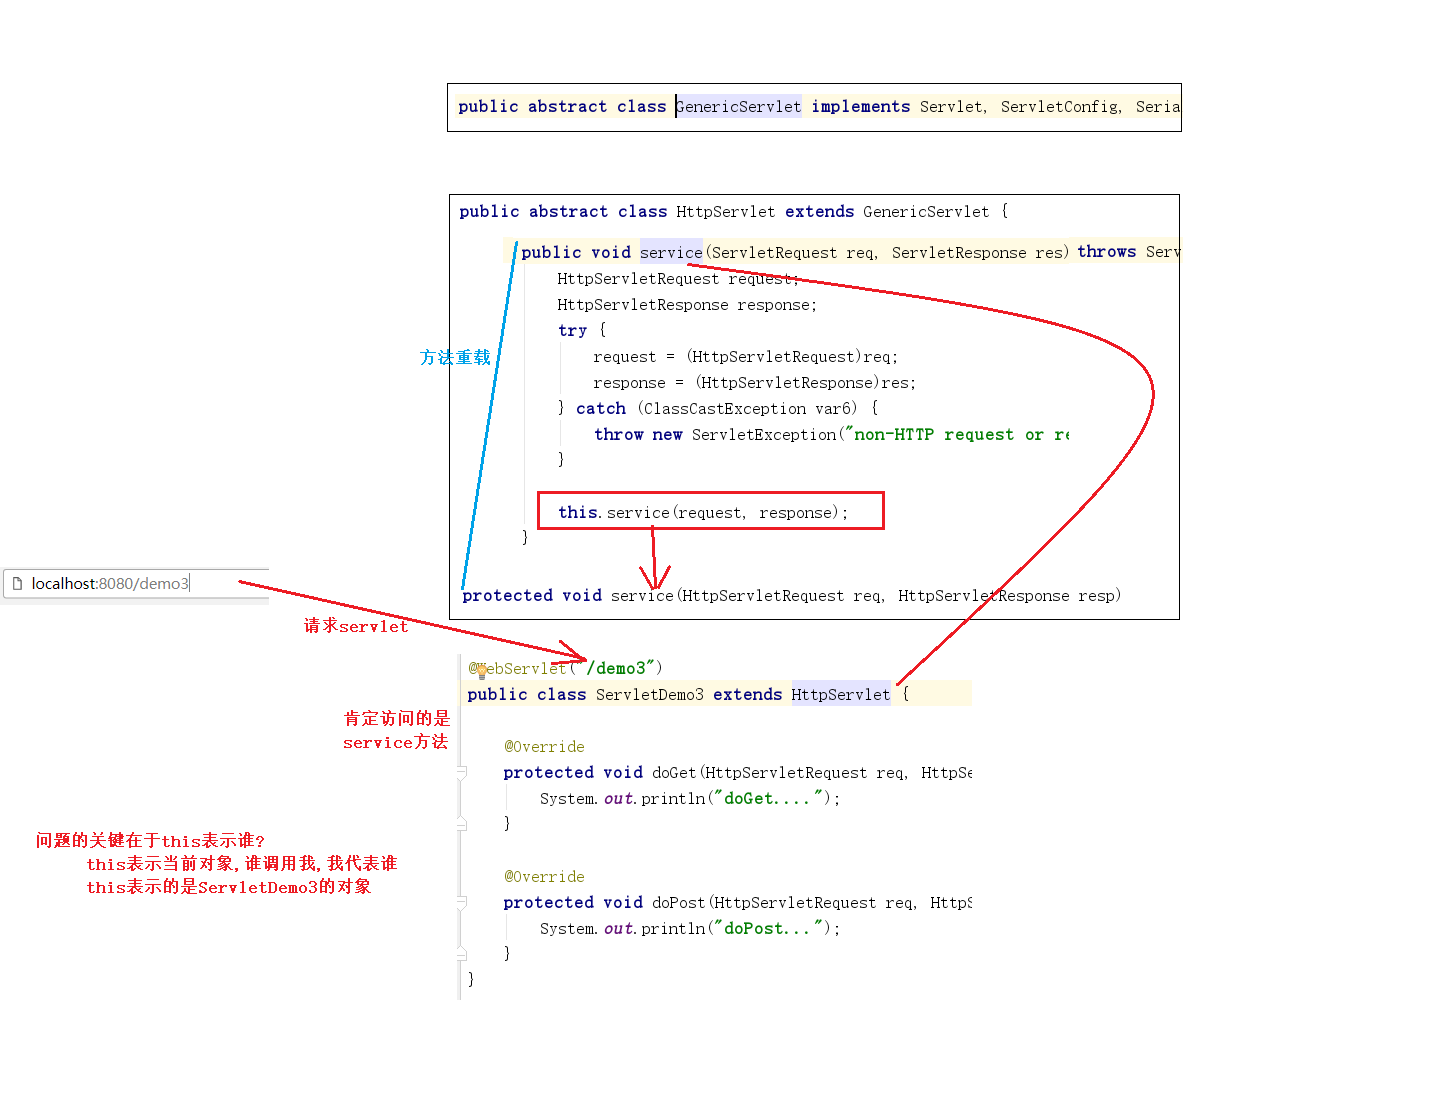 public abstract class GenericServlet implements Servlet, ServletConfig, Seria
public abstract class HttpServlet extends GenericServlet {
public void service(ServletRequest req, ServletResponse res) throws Serv
HttpServletRequest request;
HttpServletResponse response;
try {
方法重载
request = (HttpServletRequest)req;
response = (HttpServletResponse)res;
} catch (ClassCastException var6) {
throw new ServletException("non-HTTP request or re
}
this.service(request, response);
}
localhost:8080/demo3
protected void service(HttpServletRequest req, HttpServletResponse resp)
请求servlet
@WebServlet("/demo3")
public class ServletDemo3 extends HttpServlet {
肯定访问的是
service方法
@Override
protected void doGet(HttpServletRequest req, HttpSe
System.out.println("doGet....");
}
问题的关键在于this表示谁?
this表示当前对象,谁调用我,我代表谁
this表示的是ServletDemo3的对象
@Override
protected void doPost(HttpServletRequest req, HttpS
System.out.println("doPost...");
}
}